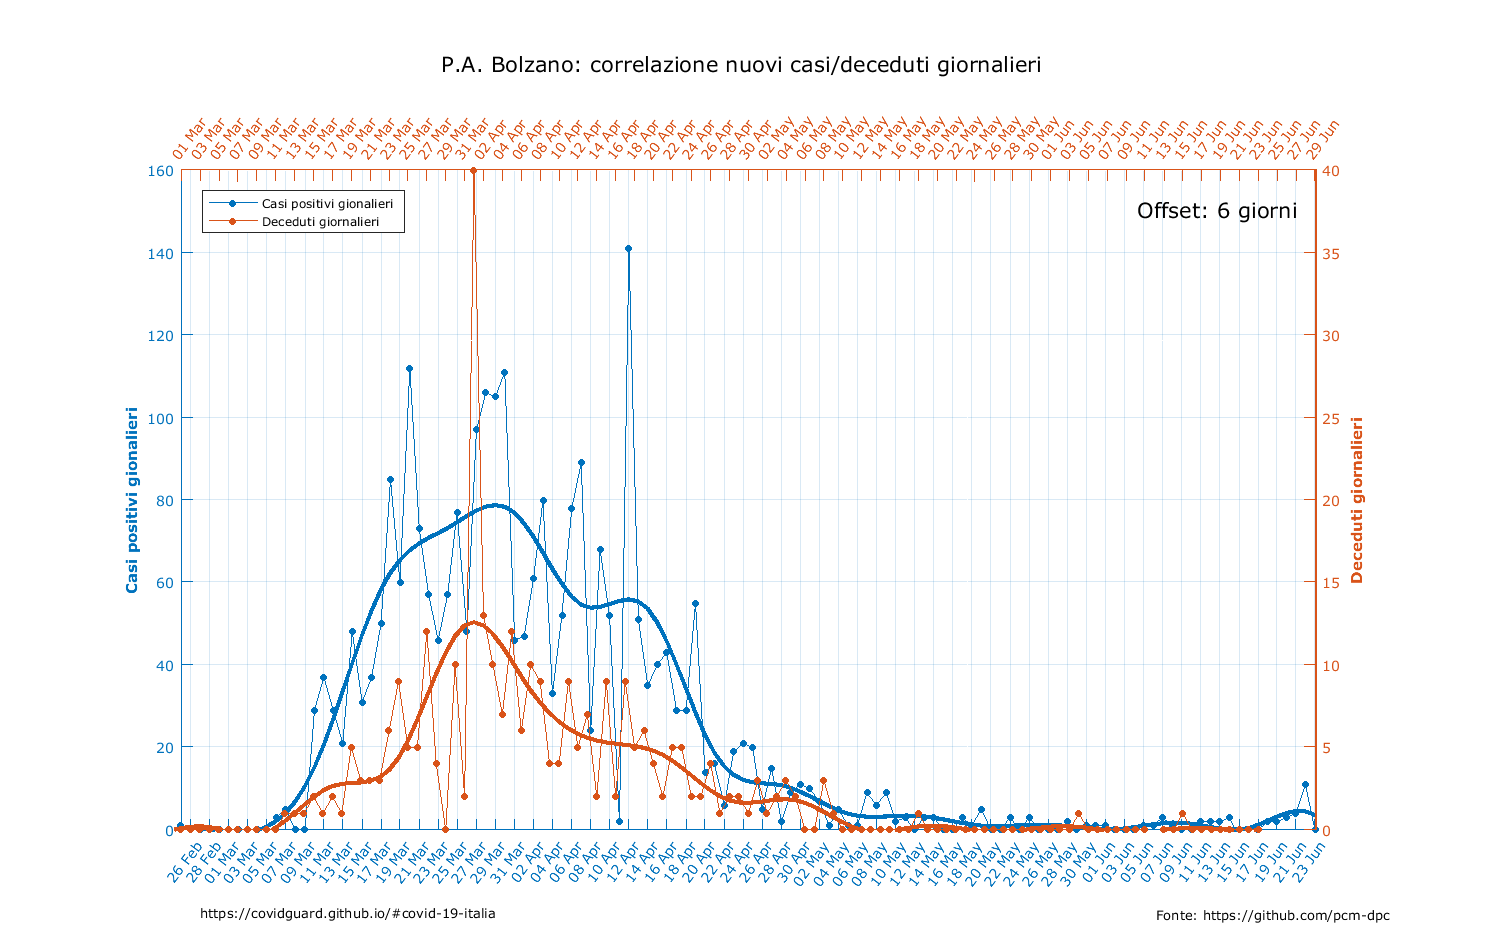 P.A. Bolzano: correlazione nuovi casi/deceduti giornalieri
01 Mar
03 Mar
05 Mar
07 Mar
09 Mar
11 Mar
13 Mar
15 Mar
17 Mar
19 Mar
21 Mar
23 Mar
25 Mar
27 Mar
29 Mar
31 Mar
02 Apr
04 Apr
06 Apr
08 Apr
10 Apr
12 Apr
14 Apr
16 Apr
18 Apr
20 Apr
22 Apr
24 Apr
26 Apr
28 Apr
30 Apr
02 May
04 May
06 May
08 May
10 May
12 May
14 May
16 May
18 May
20 May
22 May
24 May
26 May
28 May
30 May
01 Jun
03 Jun
05 Jun
07 Jun
09 Jun
11 Jun
13 Jun
15 Jun
17 Jun
19 Jun
21 Jun
23 Jun
25 Jun
27 Jun
29 Jun
Casi positivi gionalieri
Deceduti giornalieri
Offset: 6 giorni
Casi positivi gionalieri
160
140
120
100
80
60
40
20
0
40
35
30
25
20
15
10
5
0
Deceduti giornalieri
26 Feb
28 Feb
01 Mar
03 Mar
05 Mar
07 Mar
09 Mar
11 Mar
13 Mar
15 Mar
17 Mar
19 Mar
21 Mar
23 Mar
25 Mar
27 Mar
29 Mar
31 Mar
02 Apr
04 Apr
06 Apr
08 Apr
10 Apr
12 Apr
14 Apr
16 Apr
18 Apr
20 Apr
22 Apr
24 Apr
26 Apr
28 Apr
30 Apr
02 May
04 May
06 May
08 May
10 May
12 May
14 May
16 May
18 May
20 May
22 May
24 May
26 May
28 May
30 May
01 Jun
03 Jun
05 Jun
07 Jun
09 Jun
11 Jun
13 Jun
15 Jun
17 Jun
19 Jun
21 Jun
23 Jun
https://covidguard.github.io/#covid-19-italia
Fonte: https://github.com/pcm-dpc